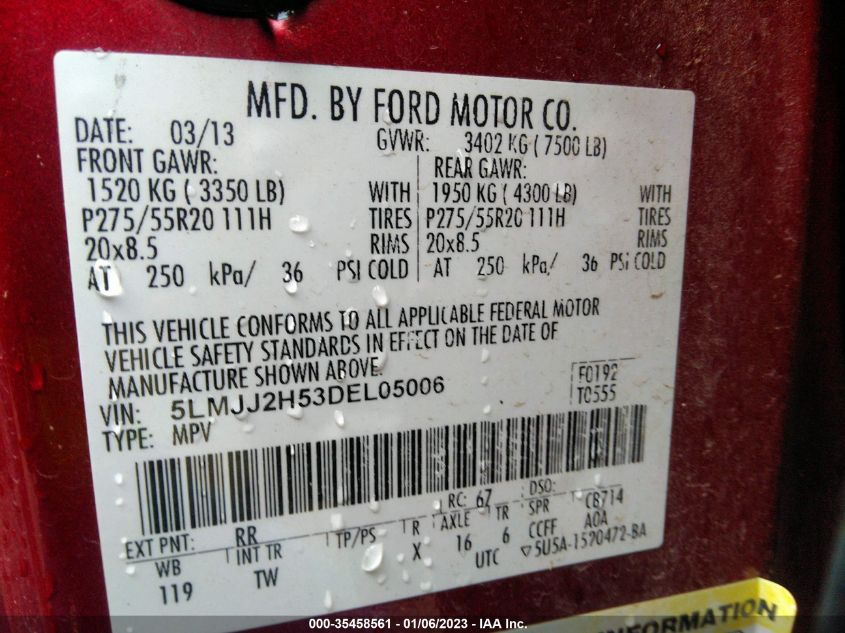 MFD. BY FORD MOTOR CO.
DATE: 03/13 GVWR: 3402 KG ( 7500 LB)
FRONT GAWR: REAR GAWR:
1520 KG ( 3350 LB) WITH 1950 KG ( 4300 LB) WITH
P275/55R20 111H TIRES P275/55R20 111H TIRES
20x8.5 RIMS 20x8.5 RIMS
AT 250 kPa/ 36 PSI COLD AT 250 kPa/ 36 PSI COLD
THIS VEHICLE CONFORMS TO ALL APPLICABLE FEDERAL MOTOR
VEHICLE SAFETY STANDARDS IN EFFECT ON THE DATE OF
MANUFACTURE SHOWN ABOVE.
F0192
VIN: 5LMJJ2H53DEL05006 T0555
TYPE: MPV
LRC: 67 DSO: CB714
EXT PNT: RR
WB INT TR TP/PS R AXLE TR SPR AOA
119 TW X 16 6 CCFF
UTC ▽5U5A-1520472-BA
INFORMATION
000-35458561 - 01/06/2023 - IAA Inc.